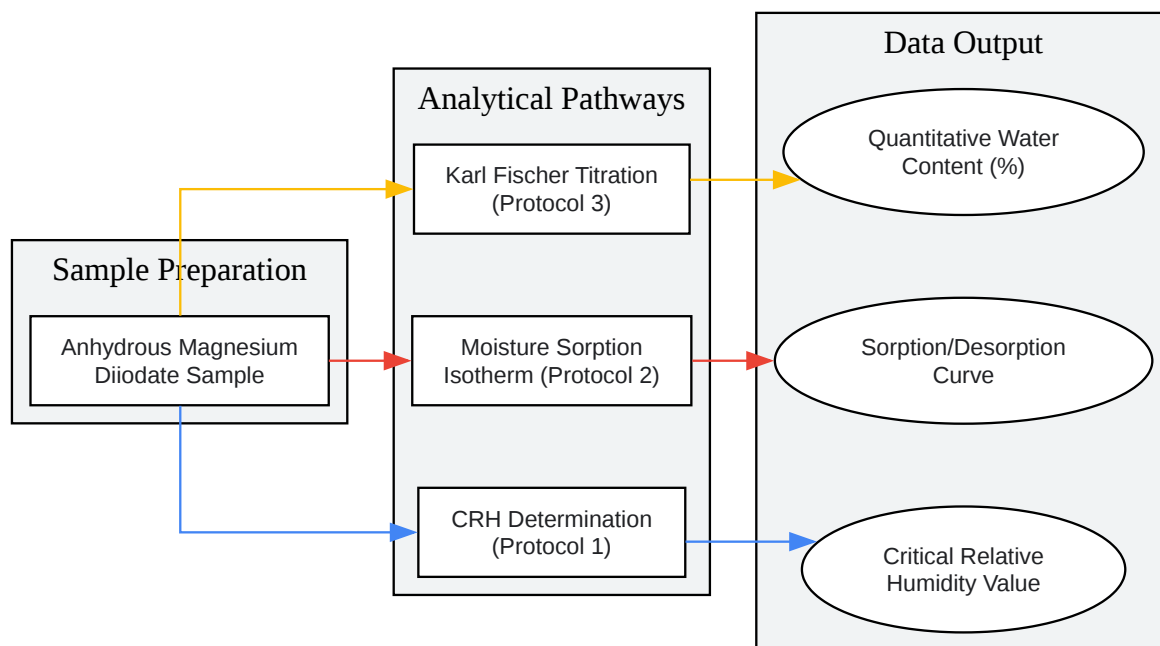 Sample Preparation
Anhydrous Magnesium
Diiodate Sample
Analytical Pathways
Karl Fischer Titration
(Protocol 3)
Moisture Sorption
Isotherm (Protocol 2)
CRH Determination
(Protocol 1)
Data Output
Quantitative Water
Content (%)
Sorption/Desorption
Curve
Critical Relative
Humidity Value